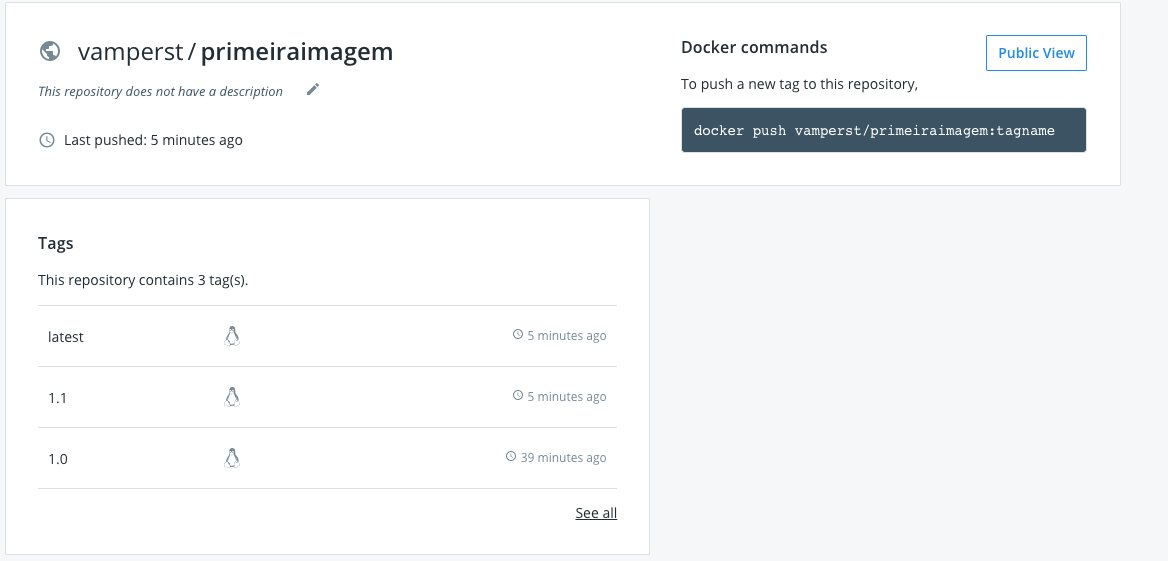 vamperst / primeiraimagem
This repository does not have a description
Last pushed: 5 minutes ago
Docker commands
Public View
To push a new tag to this repository,
docker push vamperst/primeiraimagem:tagname
Tags
This repository contains 3 tag(s).
latest 5 minutes ago
1.1 5 minutes ago
1.0 39 minutes ago
See all